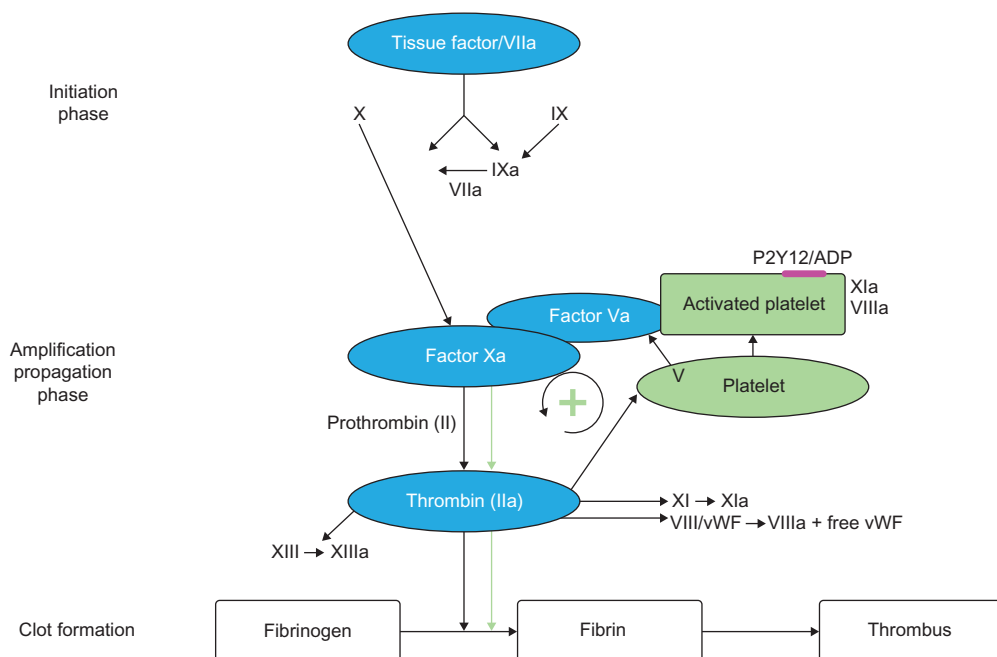 Tissue factor/VIIa
Initiation
phase
X
IX
IXa
VIIa
P2Y12/ADP
Activated platelet
XIa
VIIIa
Factor Va
Amplification
propagation
phase
Factor Xa
V
Platelet
+
Prothrombin (II)
Thrombin (IIa)
XI → XIa
VIII/vWF → VIIIa + free vWF
XIII → XIIIa
Clot formation
Fibrinogen
Fibrin
Thrombus